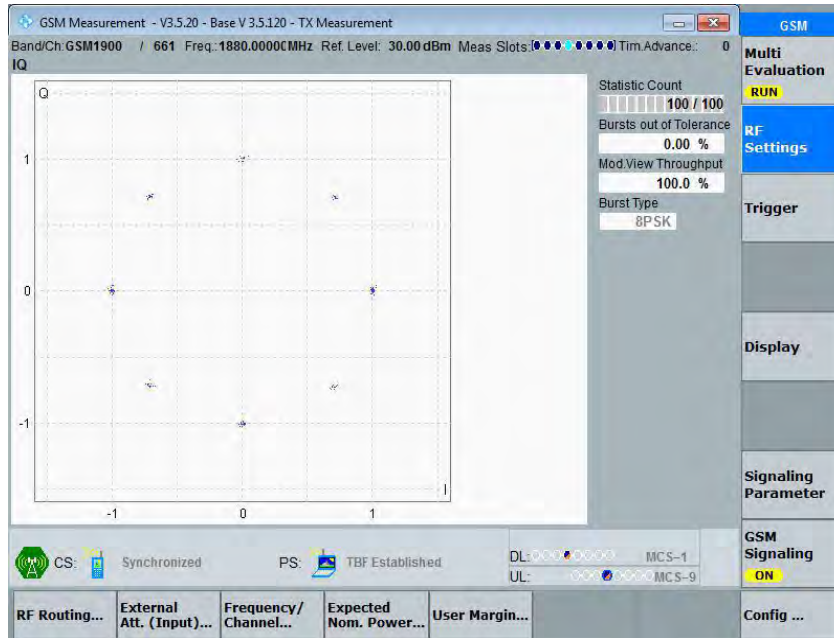 GSM Measurement - V3.5.20 - Base V 3.5.120 - TX Measurement
Band/Ch:GSM1900 / 661 Freq.:1880.0000 MHz Ref. Level: 30.00 dBm Meas Slots: Tim.Advance.: 0
IQ
Q
1
0
-1
I
-1 0 1
Statistic Count
100 / 100
Bursts out of Tolerance
0.00 %
Mod.View Throughput
100.0 %
Burst Type
8PSK
CS: Synchronized PS: TBF Established DL: MCS-1
UL: MCS-9
RF Routing...
External
Att. (Input)...
Frequency/
Channel...
Expected
Nom. Power...
User Margin...
GSM
Multi
Evaluation
RUN
RF
Settings
Trigger
Display
Signaling
Parameter
GSM
Signaling
ON
Config ...